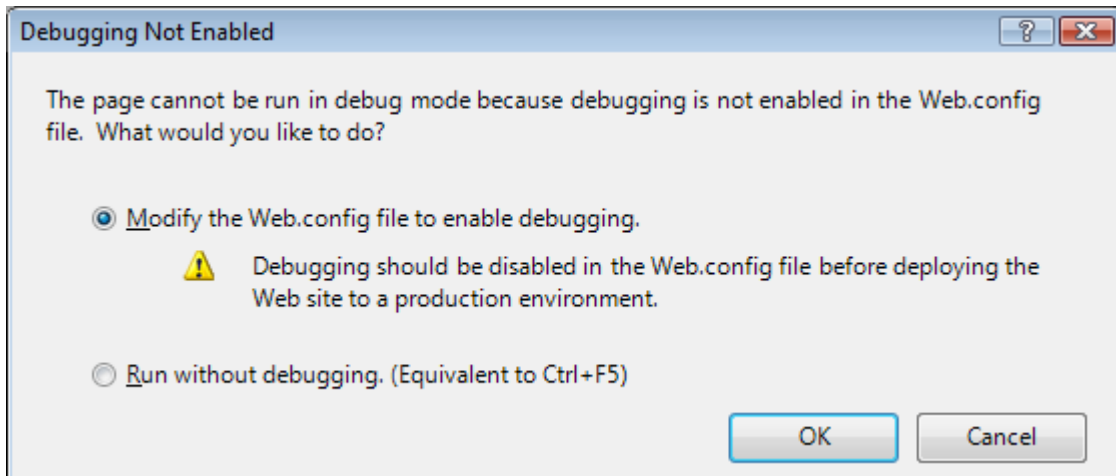 Debugging Not Enabled
The page cannot be run in debug mode because debugging is not enabled in the Web.config
file. What would you like to do?
Modify the Web.config file to enable debugging.
Debugging should be disabled in the Web.config file before deploying the
Web site to a production environment.
Run without debugging. (Equivalent to Ctrl+F5)
OK Cancel